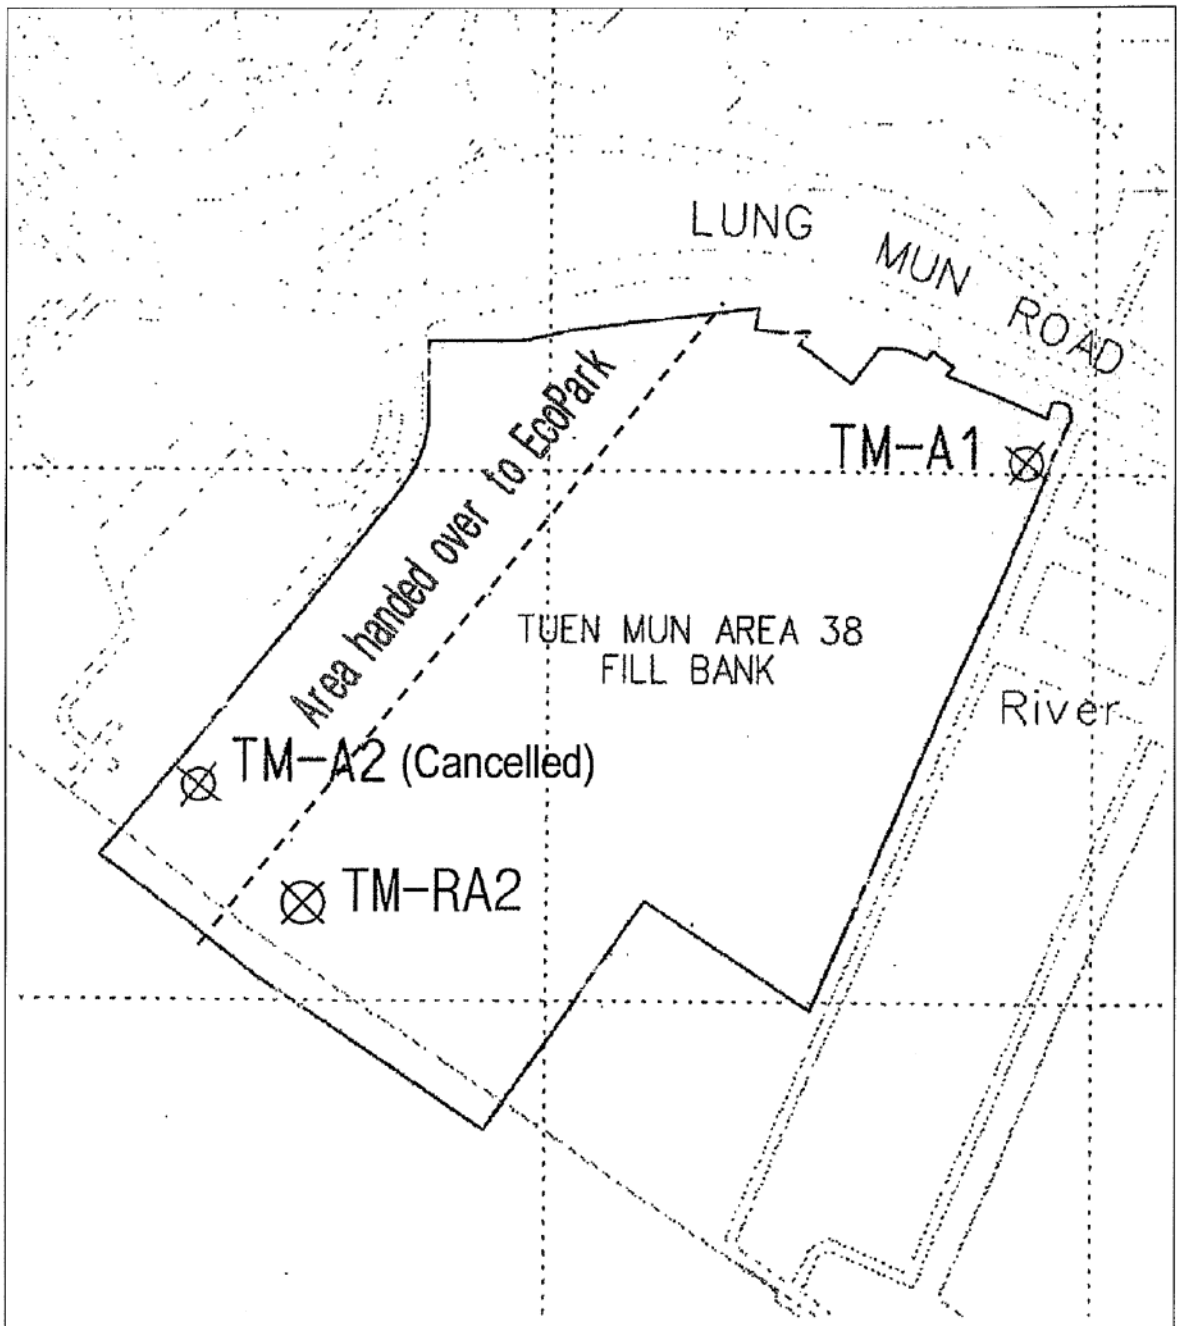 LUNG MUN ROAD
TM-A1
Area handed over to EcoPark
TUEN MUN AREA 38
FILL BANK
River
TM-A2 (Cancelled)
TM-RA2